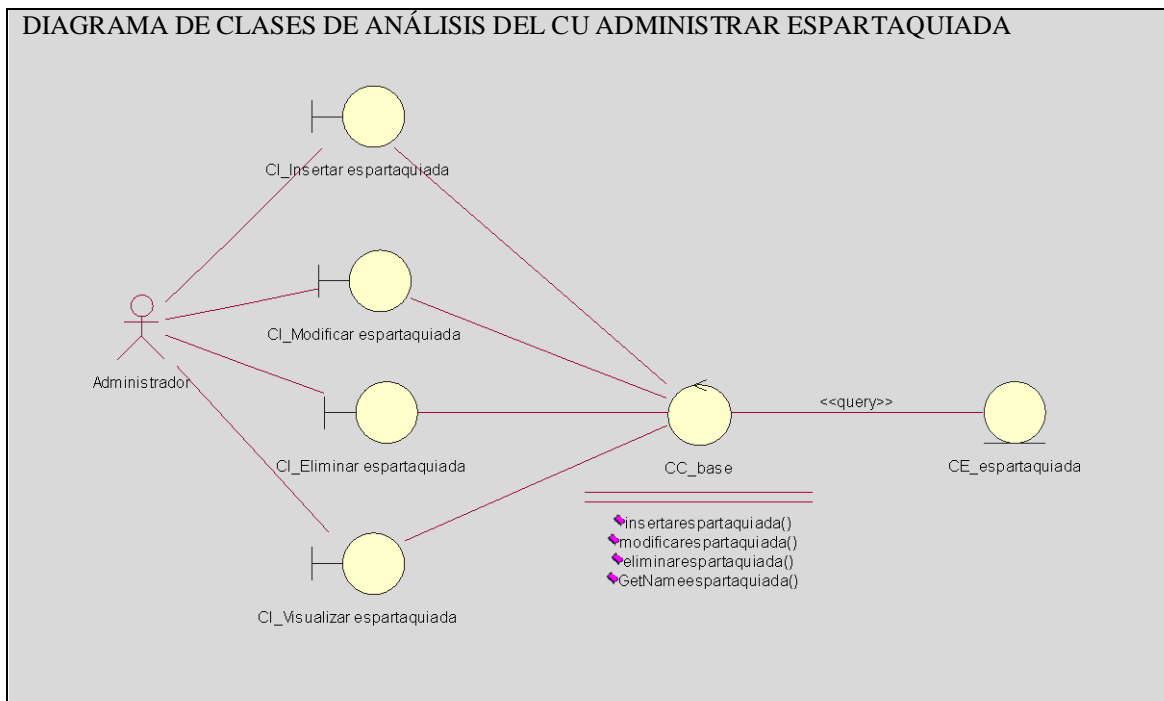 DIAGRAMA DE CLASES DE ANÁLISIS DEL CU ADMINISTRAR ESPARTAQUIADA
CI_Insertar espartaquiada
CI_Modificar espartaquiada
Administrador
<<query>>
CI_Eliminar espartaquiada
CC_base
CE_espartaquiada
insertarespartaquiada()
modificarespartaquiada()
eliminarespartaquiada()
GetNameespartaquiada()
CI_Visualizar espartaquiada